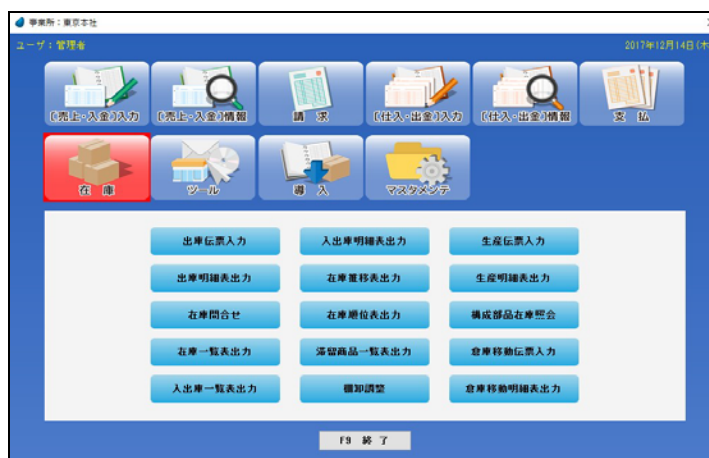 事業所：東京本社
ユーザ：管理者
2017年12月14日(木
[売上・入金]入力
[売上・入金]情報
請 求
[仕入・出金]入力
[仕入・出金]情報
支 払
在 庫
ツール
導 入
マスタメンテ
出庫伝票入力
入出庫明細表出力
生産伝票入力
出庫明細表出力
在庫推移表出力
生産明細表出力
在庫問合せ
在庫順位表出力
構成部品在庫照会
在庫一覧表出力
滞留商品一覧表出力
倉庫移動伝票入力
入出庫一覧表出力
棚卸調整
倉庫移動明細表出力
F9 終 了